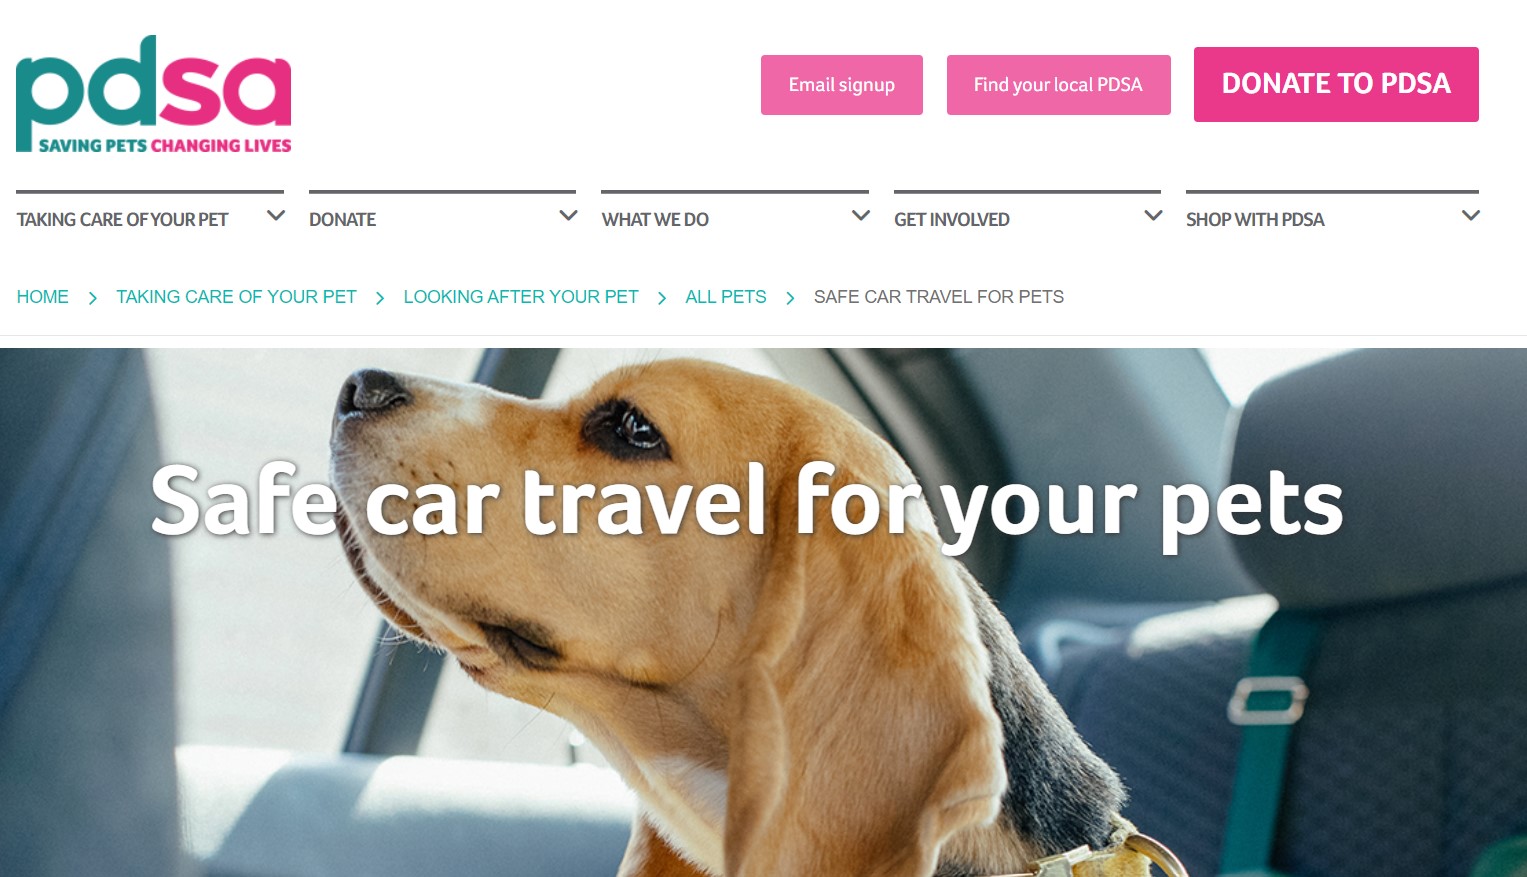 pdsa
SAVING PETS CHANGING LIVES
Email signup
Find your local PDSA
DONATE TO PDSA
TAKING CARE OF YOUR PET
DONATE
WHAT WE DO
GET INVOLVED
SHOP WITH PDSA
HOME > TAKING CARE OF YOUR PET > LOOKING AFTER YOUR PET > ALL PETS > SAFE CAR TRAVEL FOR PETS
Safe car travel for your pets